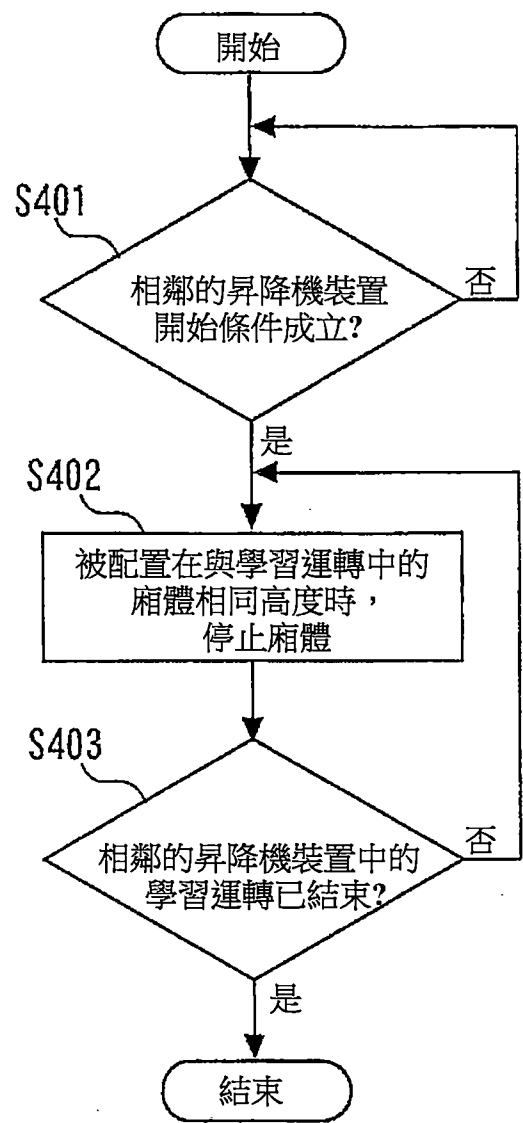 開始
S401
相鄰的昇降機裝置
開始條件成立?
否
是
S402
被配置在與學習運轉中的
廂體相同高度時，
停止廂體
S403
相鄰的昇降機裝置中的
學習運轉已結束?
否
是
結束